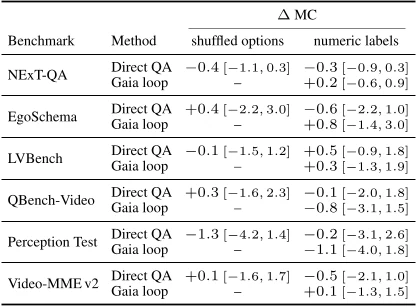 Δ MC
Benchmark Method shuffled options numeric labels
NExT-QA Direct QA −0.4 [−1.1, 0.3] −0.3 [−0.9, 0.3]
Gaia loop – +0.2 [−0.6, 0.9]
EgoSchema Direct QA +0.4 [−2.2, 3.0] −0.6 [−2.2, 1.0]
Gaia loop – +0.8 [−1.4, 3.0]
LVBench Direct QA −0.1 [−1.5, 1.2] +0.5 [−0.9, 1.8]
Gaia loop – +0.3 [−1.3, 1.9]
QBench-Video Direct QA +0.3 [−1.6, 2.3] −0.1 [−2.0, 1.8]
Gaia loop – −0.8 [−3.1, 1.5]
Perception Test Direct QA −1.3 [−4.2, 1.4] −0.2 [−3.1, 2.6]
Gaia loop – −1.1 [−4.0, 1.8]
Video-MME v2 Direct QA +0.1 [−1.6, 1.7] −0.5 [−2.1, 1.0]
Gaia loop – +0.1 [−1.3, 1.5]